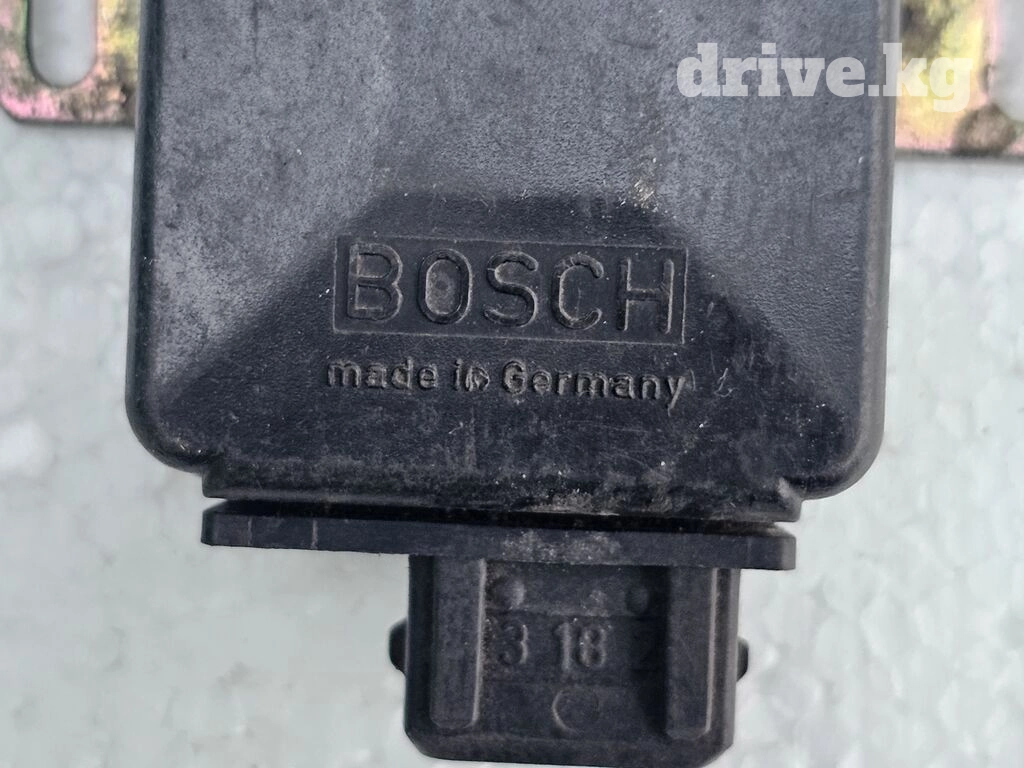 drive.kg
BOSCH
made in Germany
3 18